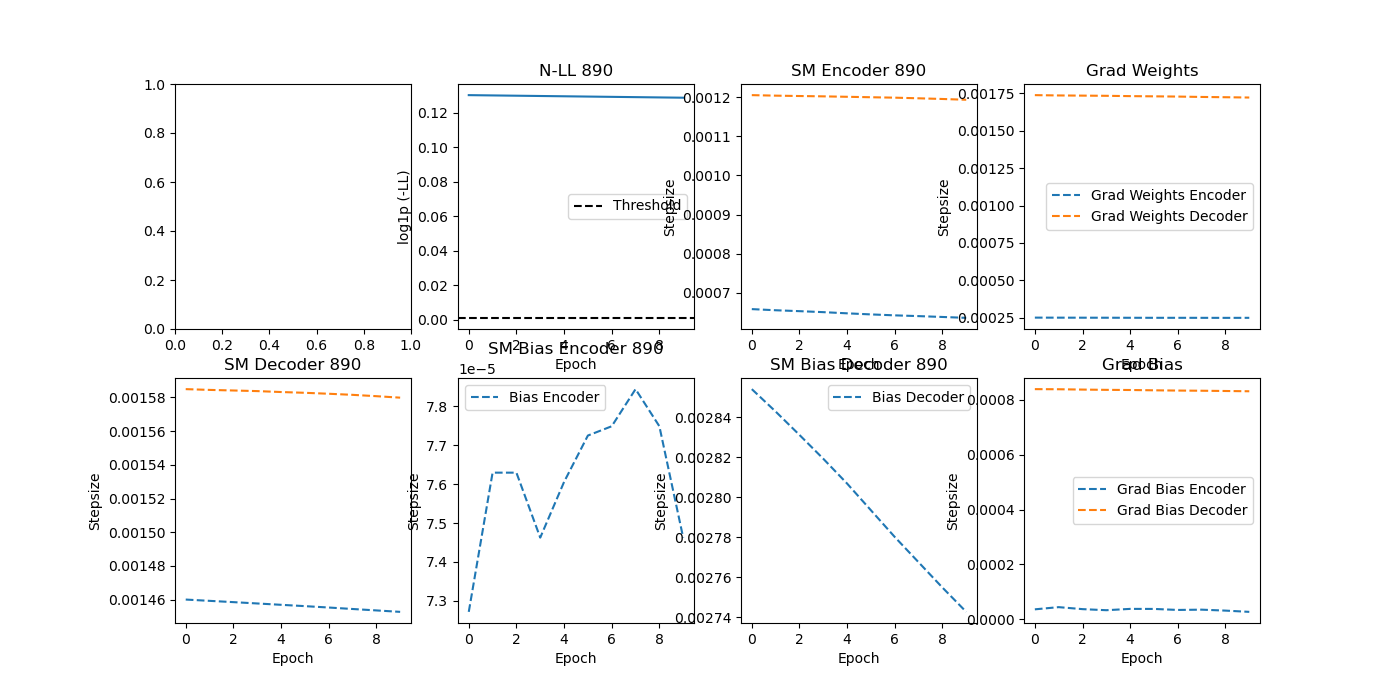 N-LL 890
SM Encoder 890
Grad Weights
1.0
0.8
0.6
0.4
0.2
0.0
0.0 0.2 0.4 0.6 0.8 1.0
log1p (-LL)
0.12
0.10
0.08
0.06
0.04
0.02
0.00
Threshold
0 2 4 6 8
Epoch
Stepsize
0.0012
0.0011
0.0010
0.0009
0.0008
0.0007
0 2 4 6 8
Epoch
Stepsize
0.00175
0.00150
0.00125
0.00100
0.00075
0.00050
0.00025
Grad Weights Encoder
Grad Weights Decoder
0 2 4 6 8
Epoch
SM Decoder 890
SM Bias Encoder 890
SM Bias Decoder 890
Grad Bias
Stepsize
0.00158
0.00156
0.00154
0.00152
0.00150
0.00148
0.00146
0 2 4 6 8
Epoch
Stepsize
1e−5
7.8
7.7
7.6
7.5
7.4
7.3
Bias Encoder
0 2 4 6 8
Epoch
Stepsize
0.00284
0.00282
0.00280
0.00278
0.00276
0.00274
Bias Decoder
0 2 4 6 8
Epoch
Stepsize
0.0008
0.0006
0.0004
0.0002
0.0000
Grad Bias Encoder
Grad Bias Decoder
0 2 4 6 8
Epoch